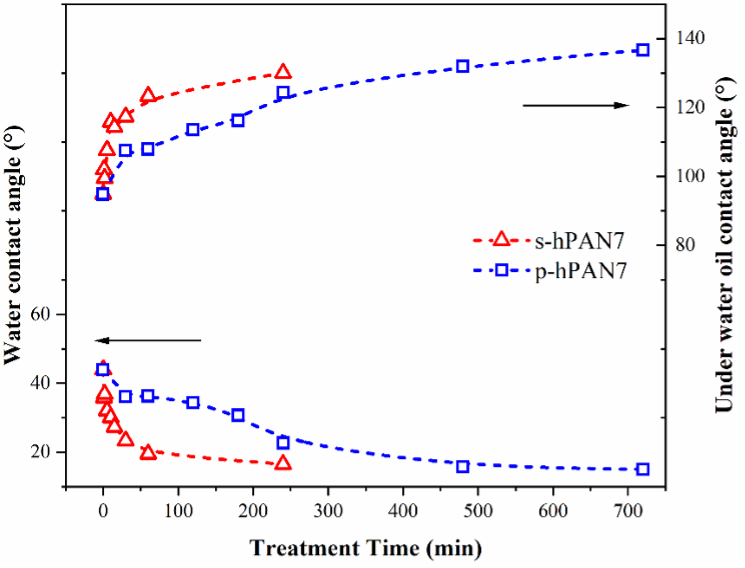 Water contact angle (°)
60
40
20
140
120
100
80
Under water oil contact angle (°)
s-hPAN7
p-hPAN7
0 100 200 300 400 500 600 700
Treatment Time (min)